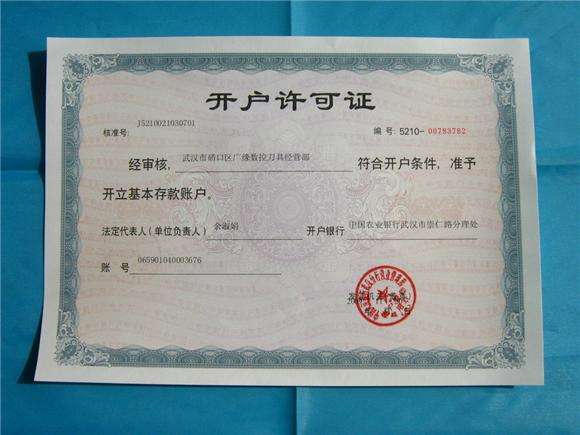 开户许可证
核准号: J5210021030701 编号: 5210-00783782
经审核, 武汉市硚口区广缘数控刀具经营部 符合开户条件, 准予
开立基本存款账户。
法定代表人(单位负责人) 余淑娟 开户银行 中国农业银行武汉市崇仁路分理处
账 号 065901040003676